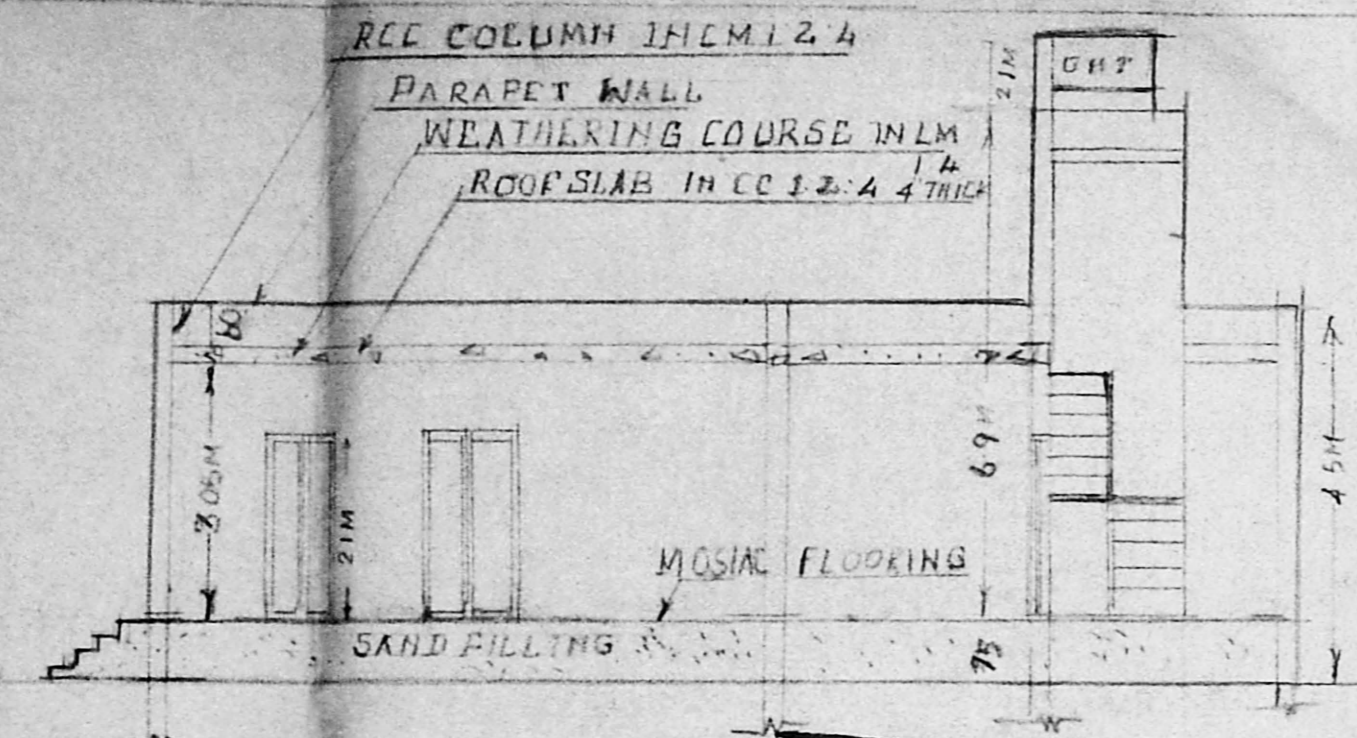 RCC COLUMN IN CM 1 2 4
PARAPET WALL
WEATHERING COURSE IN LM
1 4
ROOF SLAB IN CC 1:2:4 4" THICK
2 1M
OHT
60
3 05M
2 1M
6 9M
4 5M
MOSIAC FLOORING
SAND FILLING
75